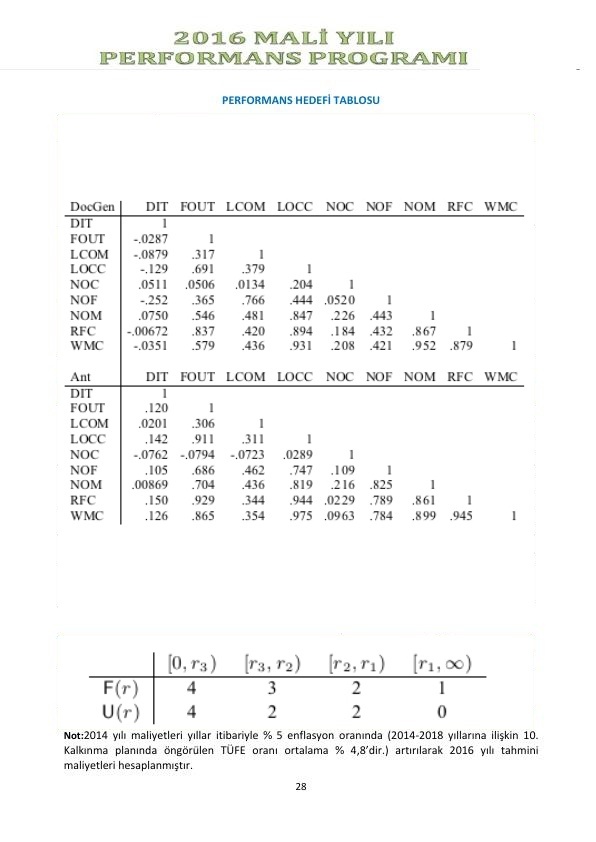 2016 MALİ YILI
PERFORMANS PROGRAMI
PERFORMANS HEDEFİ TABLOSU
DocGen DIT FOUT LCOM LOCC NOC NOF NOM RFC WMC
DIT 1
FOUT -.0287 1
LCOM -.0879 .317 1
LOCC -.129 .691 .379 1
NOC .0511 .0506 .0134 .204 1
NOF -.252 .365 .766 .444 .0520 1
NOM .0750 .546 .481 .847 .226 .443 1
RFC -.00672 .837 .420 .894 .184 .432 .867 1
WMC -.0351 .579 .436 .931 .208 .421 .952 .879 1
Ant DIT FOUT LCOM LOCC NOC NOF NOM RFC WMC
DIT 1
FOUT .120 1
LCOM .0201 .306 1
LOCC .142 .911 .311 1
NOC -.0762 -.0794 -.0723 .0289 1
NOF .105 .686 .462 .747 .109 1
NOM .00869 .704 .436 .819 .216 .825 1
RFC .150 .929 .344 .944 .0229 .789 .861 1
WMC .126 .865 .354 .975 .0963 .784 .899 .945 1
[0, r3) [r3, r2) [r2, r1) [r1, ∞)
F(r) 4 3 2 1
U(r) 4 2 2 0
Not:2014 yılı maliyetleri yıllar itibariyle % 5 enflasyon oranında (2014-2018 yıllarına ilişkin 10.
Kalkınma planında öngörülen TÜFE oranı ortalama % 4,8'dir.) artırılarak 2016 yılı tahmini
maliyetleri hesaplanmıştır.
28